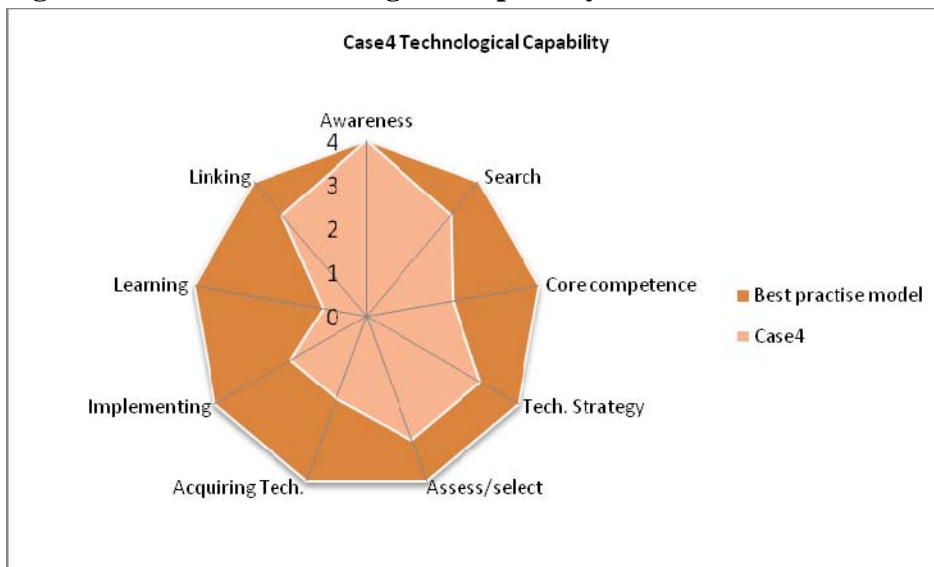 Case4 Technological Capability
Awareness
Search
Core competence
Tech. Strategy
Assess/select
Acquiring Tech.
Implementing
Learning
Linking
4
3
2
1
0
Best practise model
Case4